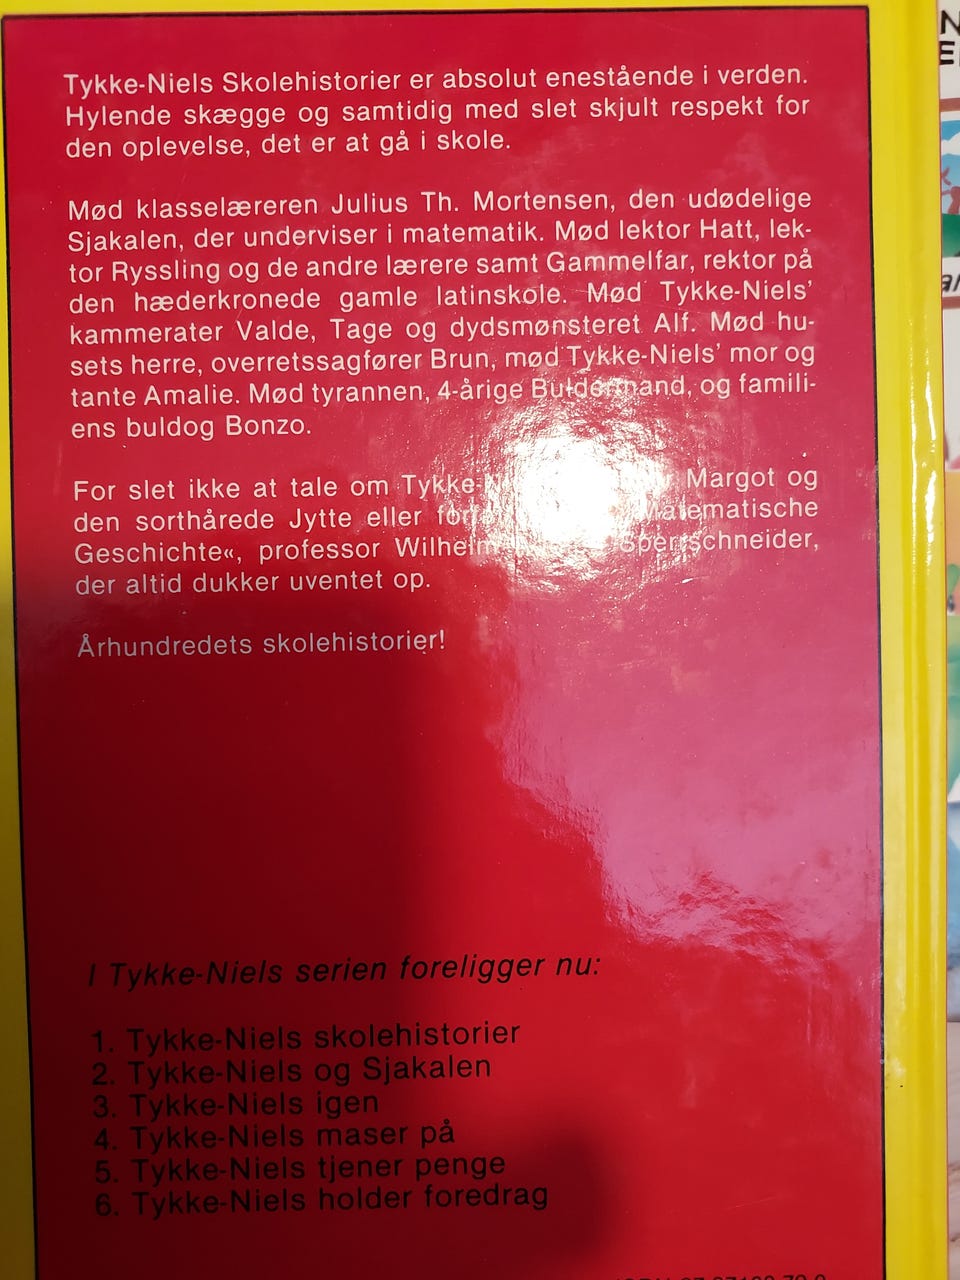 Tykke-Niels Skolehistorier er absolut enestående i verden.
Hylende skægge og samtidig med slet skjult respekt for
den oplevelse, det er at gå i skole.
Mød klasselæreren Julius Th. Mortensen, den udødelige
Sjakalen, der underviser i matematik. Mød lektor Hatt, lek-
tor Ryssling og de andre lærere samt Gammelfar, rektor på
den hæderkronede gamle latinskole. Mød Tykke-Niels'
kammerater Valde, Tage og dydsmønsteret Alf. Mød hu-
sets herre, overretssagfører Brun, mød Tykke-Niels' mor og
tante Amalie. Mød tyrannen, 4-årige Buldermand, og famili-
ens buldog Bonzo.
For slet ikke at tale om Tykke- Margot og
den sorthårede Jytte eller Matematische
Geschichte«, professor Wilhelm Sperrschneider,
der altid dukker uventet op.
Århundredets skolehistorier!
I Tykke-Niels serien foreligger nu:
1. Tykke-Niels skolehistorier
2. Tykke-Niels og Sjakalen
3. Tykke-Niels igen
4. Tykke-Niels maser på
5. Tykke-Niels tjener penge
6. Tykke-Niels holder foredrag